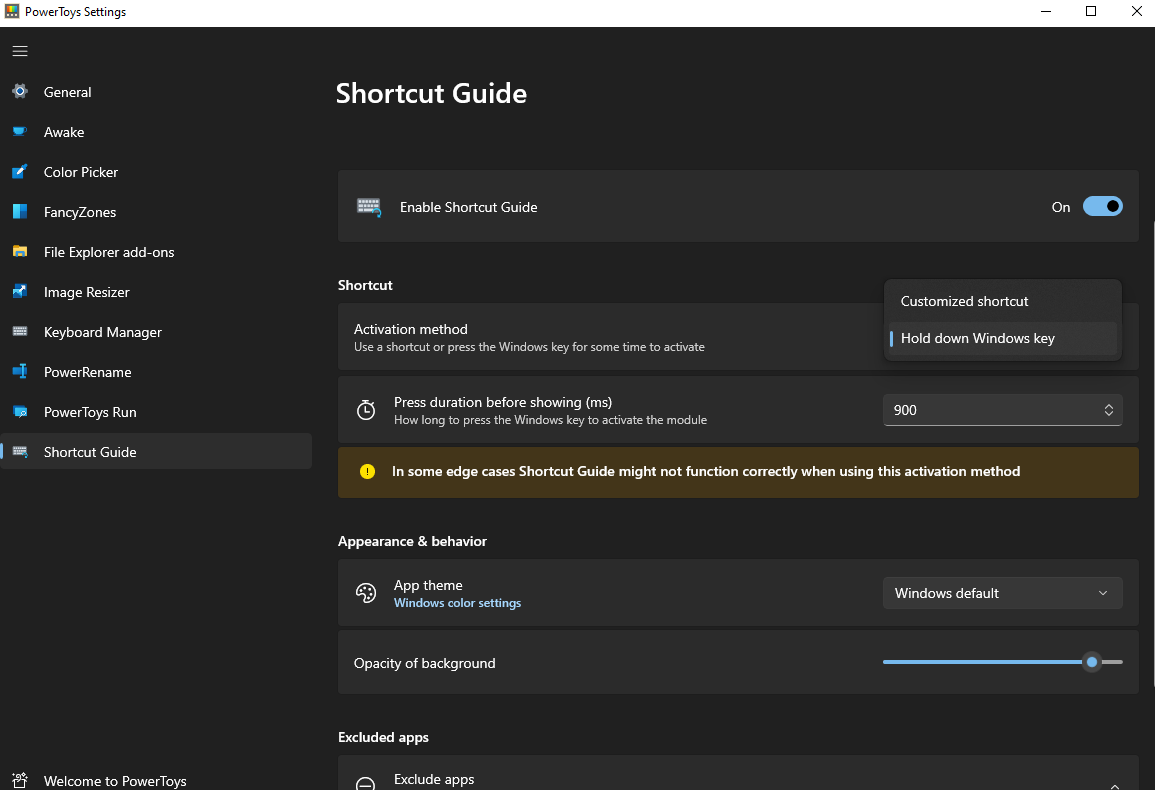 PowerToys Settings
General
Awake
Color Picker
FancyZones
File Explorer add-ons
Image Resizer
Keyboard Manager
PowerRename
PowerToys Run
Shortcut Guide
Welcome to PowerToys
Shortcut Guide
Enable Shortcut Guide
On
Shortcut
Activation method
Use a shortcut or press the Windows key for some time to activate
Customized shortcut
Hold down Windows key
Press duration before showing (ms)
How long to press the Windows key to activate the module
900
In some edge cases Shortcut Guide might not function correctly when using this activation method
Appearance & behavior
App theme
Windows color settings
Windows default
Opacity of background
Excluded apps
Exclude apps